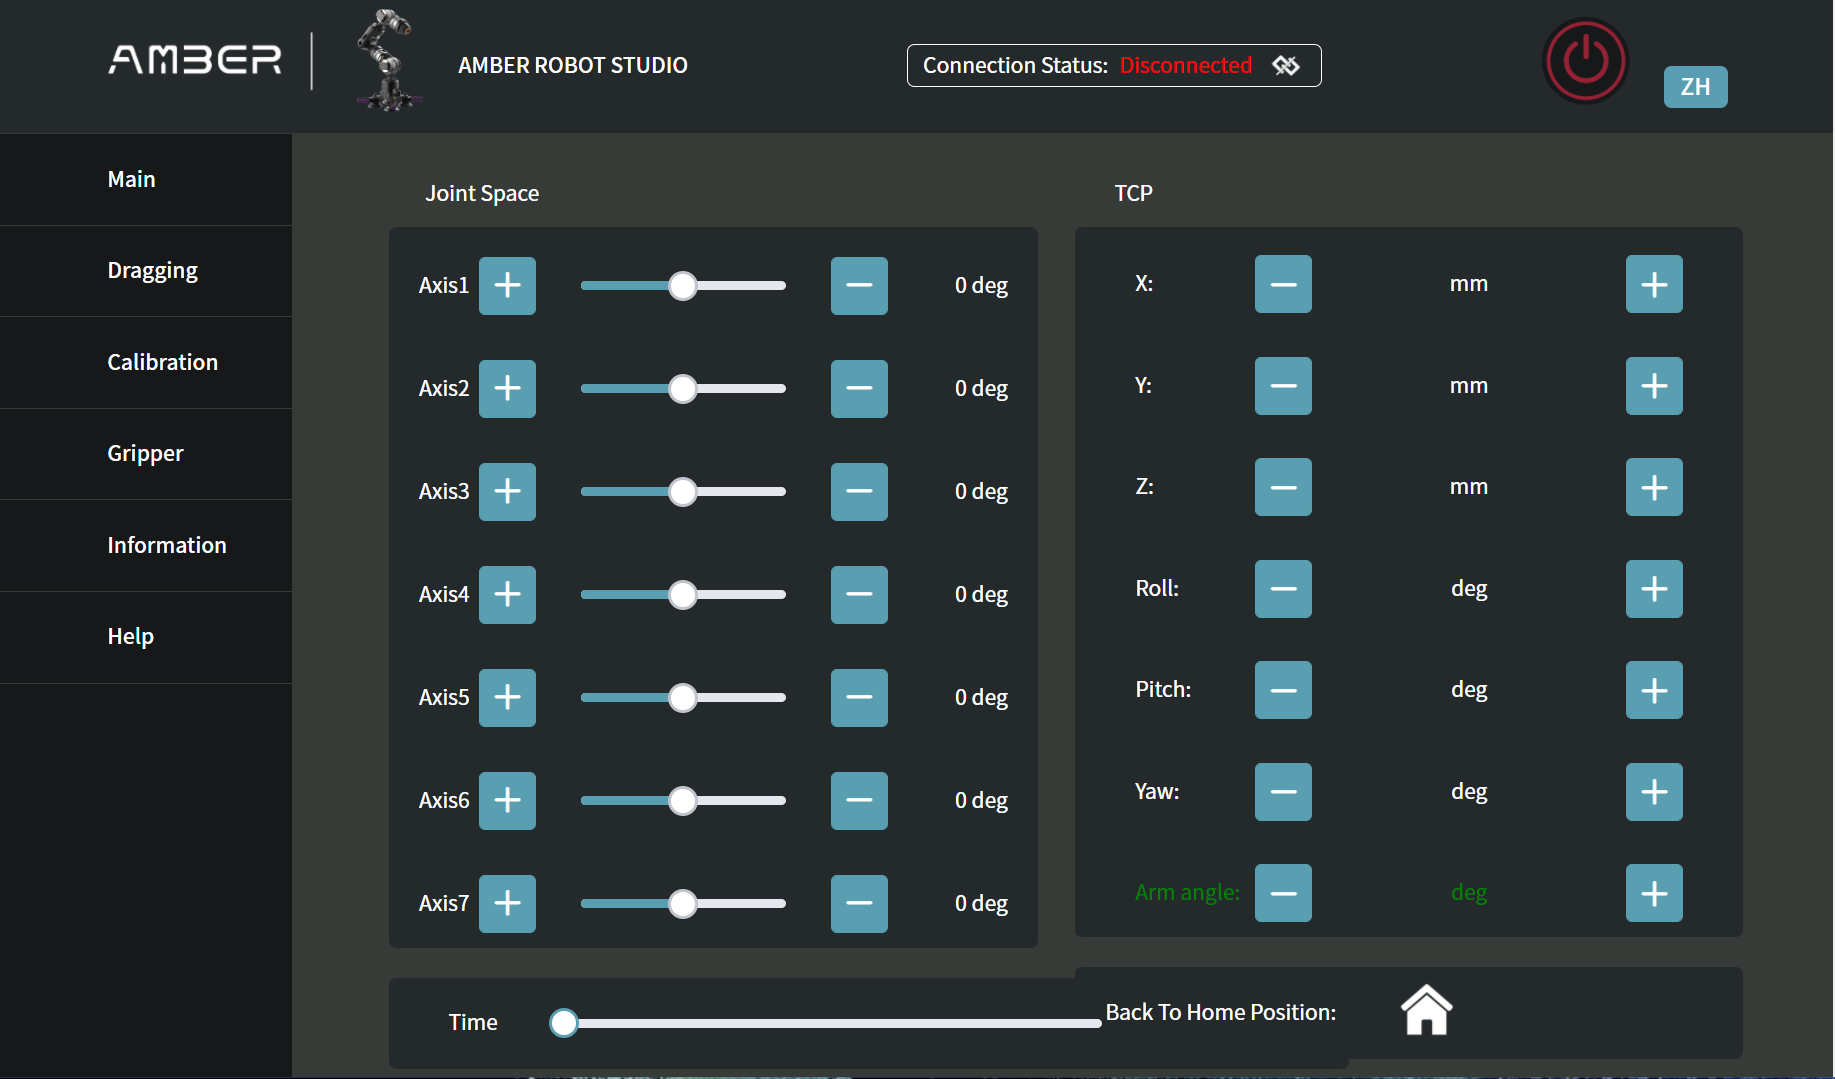 AMBER
AMBER ROBOT STUDIO
Connection Status: Disconnected
ZH
Main
Dragging
Calibration
Gripper
Information
Help
Joint Space
Axis1 + − 0 deg
Axis2 + − 0 deg
Axis3 + − 0 deg
Axis4 + − 0 deg
Axis5 + − 0 deg
Axis6 + − 0 deg
Axis7 + − 0 deg
TCP
X: − mm +
Y: − mm +
Z: − mm +
Roll: − deg +
Pitch: − deg +
Yaw: − deg +
Arm angle: − deg +
Time
Back To Home Position: